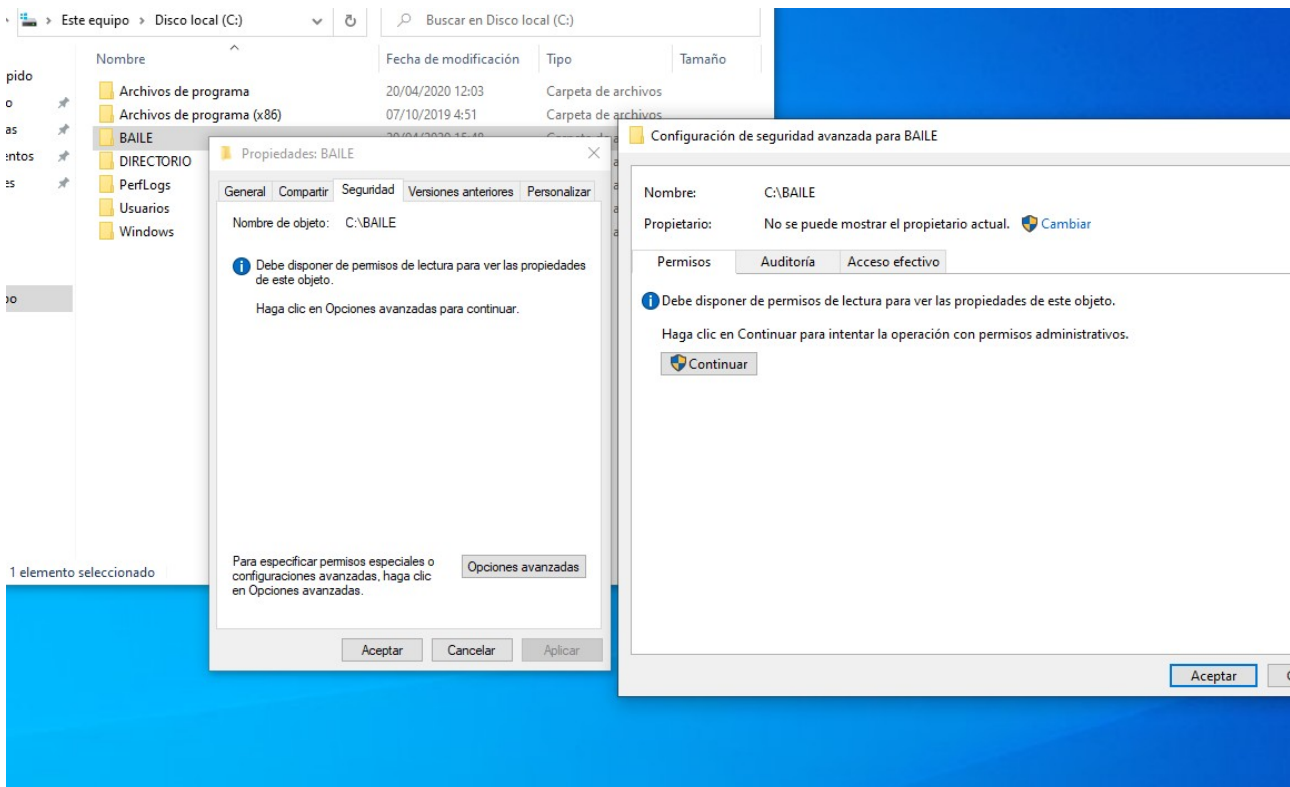 Este equipo > Disco local (C:)
Buscar en Disco local (C:)
Nombre Fecha de modificación Tipo Tamaño
pido
Archivos de programa 20/04/2020 12:03 Carpeta de archivos
Archivos de programa (x86) 07/10/2019 4:51 Carpeta de archivos
BAILE
DIRECTORIO
PerfLogs
Usuarios
Windows
as
entos
es
1 elemento seleccionado
Propiedades: BAILE
General Compartir Seguridad Versiones anteriores Personalizar
Nombre de objeto: C:\BAILE
Debe disponer de permisos de lectura para ver las propiedades
de este objeto.
Haga clic en Opciones avanzadas para continuar.
Para especificar permisos especiales o
configuraciones avanzadas, haga clic
en Opciones avanzadas.
Opciones avanzadas
Aceptar Cancelar Aplicar
Configuración de seguridad avanzada para BAILE
Nombre: C:\BAILE
Propietario: No se puede mostrar el propietario actual. Cambiar
Permisos Auditoría Acceso efectivo
Debe disponer de permisos de lectura para ver las propiedades de este objeto.
Haga clic en Continuar para intentar la operación con permisos administrativos.
Continuar
Aceptar